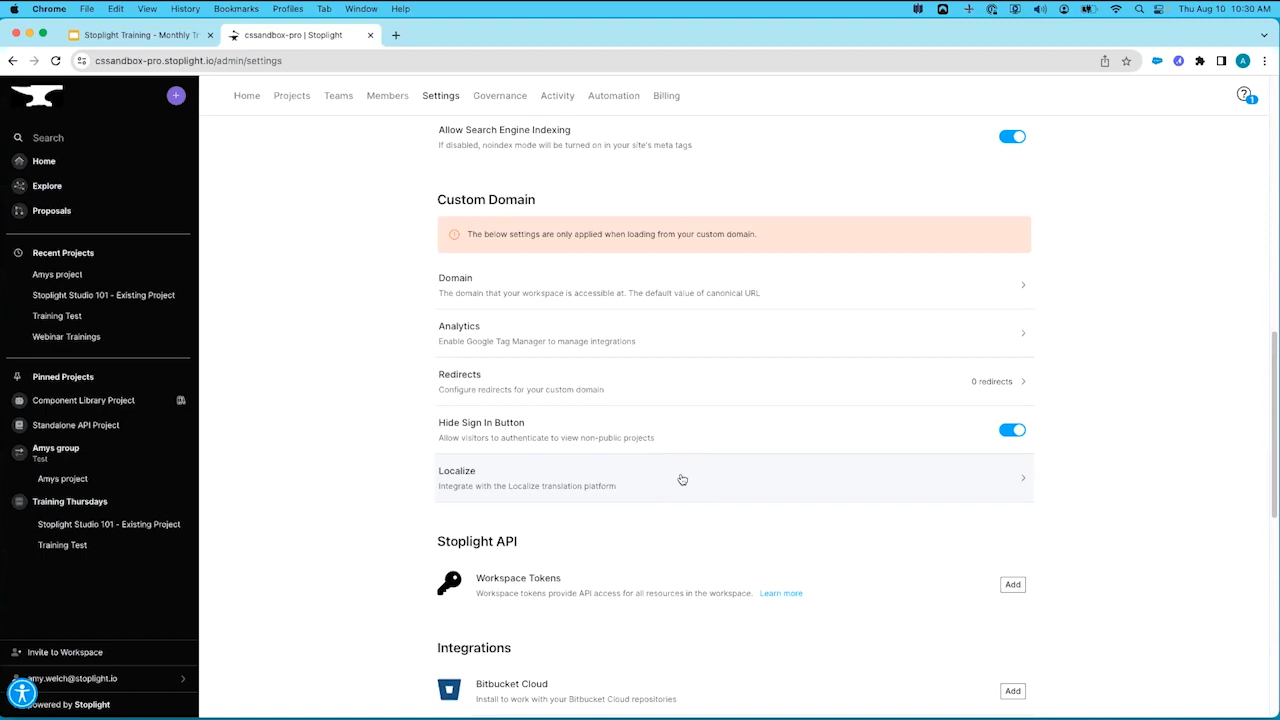 Chrome File Edit View History Bookmarks Profiles Tab Window Help Thu Aug 10 10:30 AM
Stoplight Training - Monthly Tr
cssandbox-pro | Stoplight
cssandbox-pro.stoplight.io/admin/settings
A
Home Projects Teams Members Settings Governance Activity Automation Billing
1
Search
Home
Explore
Proposals
Recent Projects
Amys project
Stoplight Studio 101 - Existing Project
Training Test
Webinar Trainings
Pinned Projects
Component Library Project
Standalone API Project
Amys group
Test
Amys project
Training Thursdays
Stoplight Studio 101 - Existing Project
Training Test
Invite to Workspace
amy.welch@stoplight.io
powered by Stoplight
Allow Search Engine Indexing
If disabled, noindex mode will be turned on in your site's meta tags
Custom Domain
The below settings are only applied when loading from your custom domain.
Domain
The domain that your workspace is accessible at. The default value of canonical URL
Analytics
Enable Google Tag Manager to manage integrations
Redirects
Configure redirects for your custom domain
0 redirects
Hide Sign In Button
Allow visitors to authenticate to view non-public projects
Localize
Integrate with the Localize translation platform
Stoplight API
Workspace Tokens
Workspace tokens provide API access for all resources in the workspace. Learn more
Add
Integrations
Bitbucket Cloud
Install to work with your Bitbucket Cloud repositories
Add